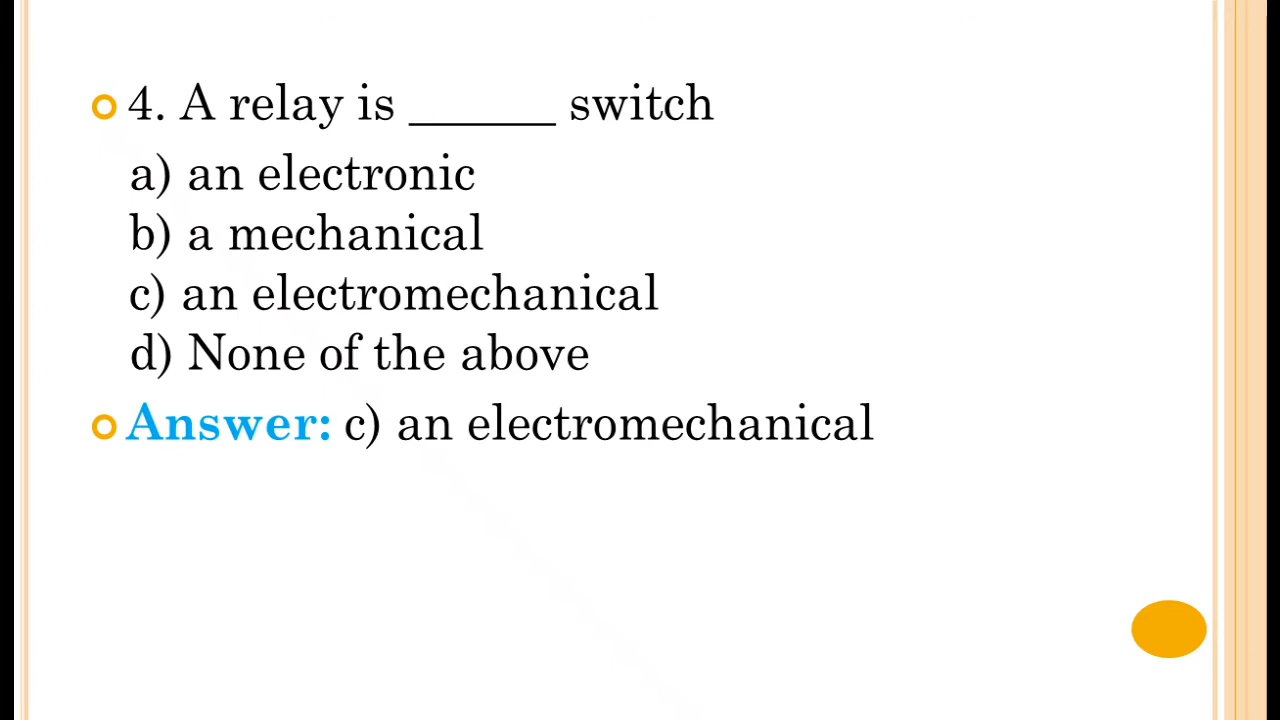 4. A relay is ______ switch
a) an electronic
b) a mechanical
c) an electromechanical
d) None of the above
Answer: c) an electromechanical